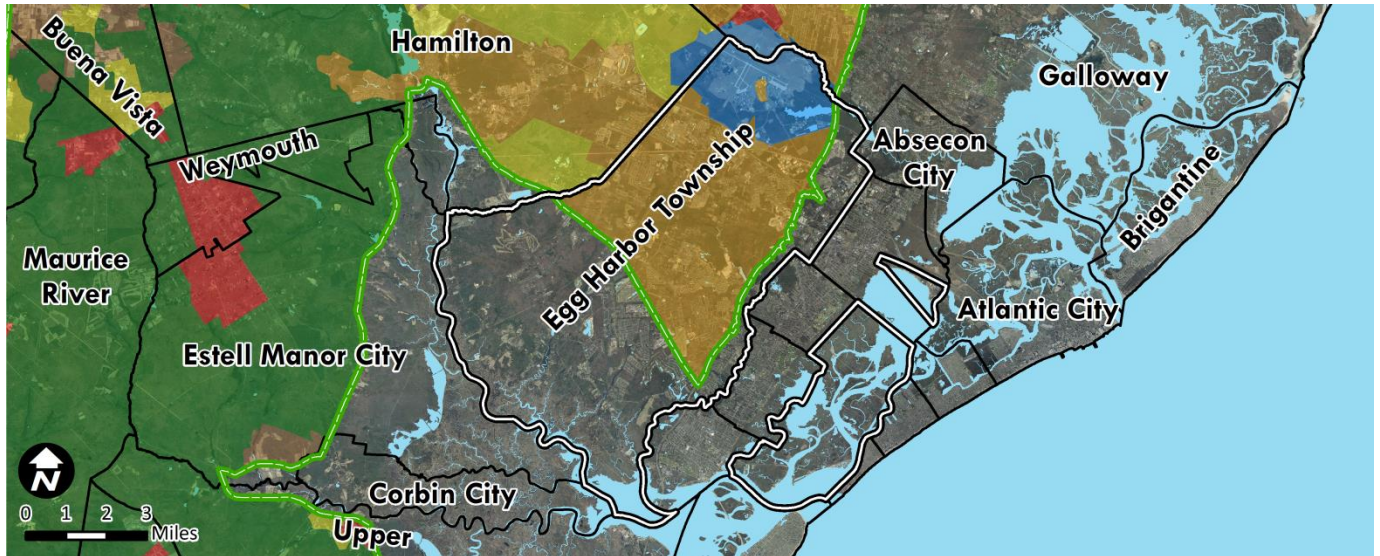 Buena Vista
Hamilton
Galloway
Absecon
City
Weymouth
Egg Harbor Township
Brigantine
Maurice
River
Atlantic City
Estell Manor City
Corbin City
N
Upper
0 1 2 3
Miles